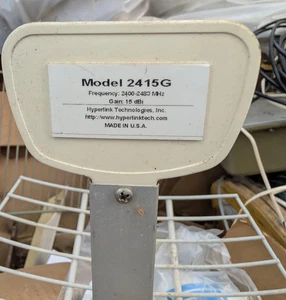 Model 2415G
Frequency: 2400-2483 MHz
Gain: 15 dBi
Hyperlink Technologies, Inc.
http://www.hyperlinktech.com
MADE IN U.S.A.